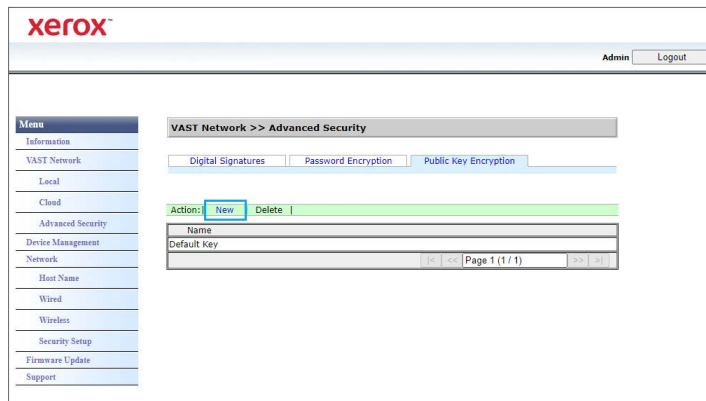 xerox™
Admin Logout
Menu
Information
VAST Network
Local
Cloud
Advanced Security
Device Management
Network
Host Name
Wired
Wireless
Security Setup
Firmware Update
Support
VAST Network >> Advanced Security
Digital Signatures Password Encryption Public Key Encryption
Action:| New Delete |
Name
Default Key
|< << Page 1 (1 / 1) >> >|